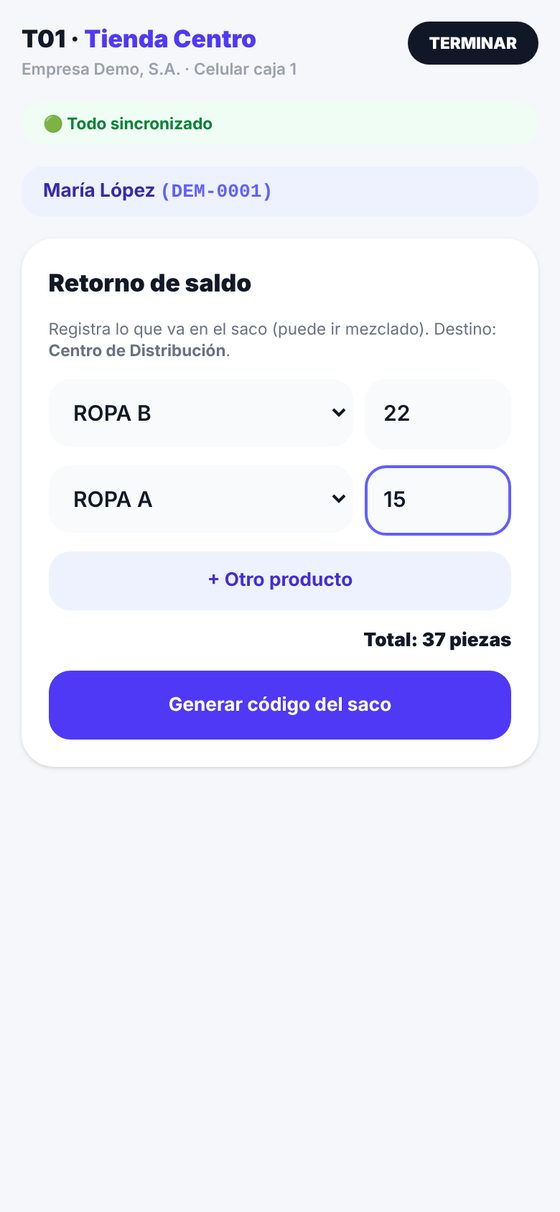 T01 · Tienda Centro
TERMINAR
Empresa Demo, S.A. · Celular caja 1
Todo sincronizado
María López (DEM-0001)
Retorno de saldo
Registra lo que va en el saco (puede ir mezclado). Destino:
Centro de Distribución.
ROPA B
22
ROPA A
15
+ Otro producto
Total: 37 piezas
Generar código del saco